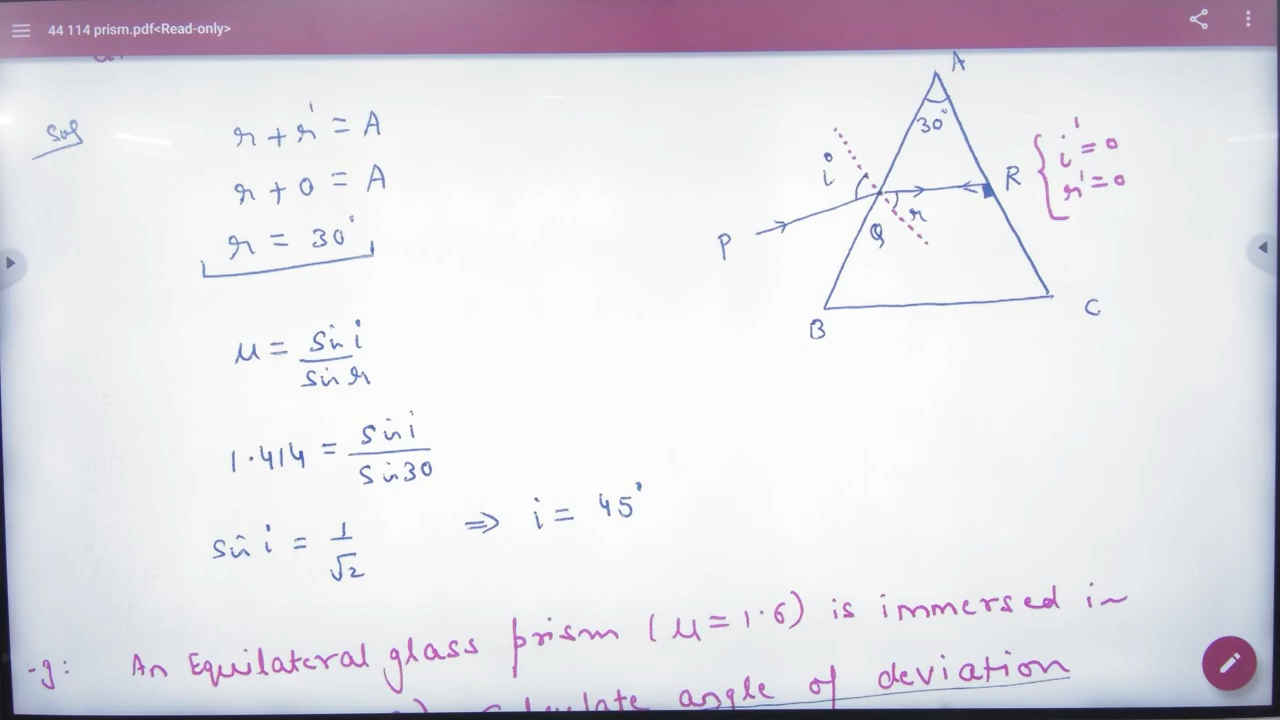 44 114 prism.pdf<Read-only>
Sol
r + r' = A
r + 0 = A
r = 30°
μ = sin i / sin r
1.414 = sin i / sin 30
sin i = 1/√2 ⇒ i = 45°
A
30°
i
R
i' = 0
r' = 0
P
Q
r
B
C
-g: An Equilateral glass prism (μ = 1.6) is immersed in
angle of deviation